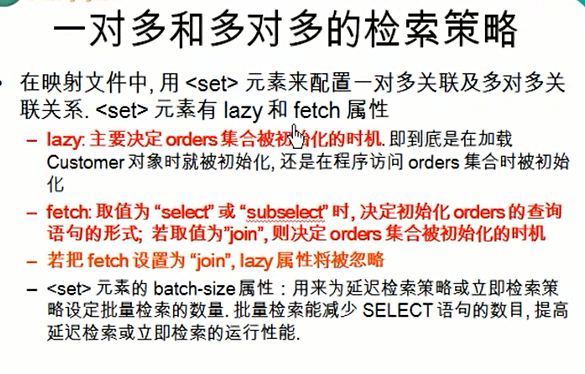 一对多和多对多的检索策略
在映射文件中, 用 <set> 元素来配置一对多关联及多对多关
联关系. <set> 元素有 lazy 和 fetch 属性
– lazy: 主要决定 orders 集合被初始化的时机. 即到底是在加载
Customer 对象时就被初始化, 还是在程序访问 orders 集合时被初始
化
– fetch: 取值为 “select” 或 “subselect” 时, 决定初始化 orders 的查询
语句的形式; 若取值为”join”, 则决定 orders 集合被初始化的时机
– 若把 fetch 设置为 “join”, lazy 属性将被忽略
– <set> 元素的 batch-size 属性：用来为延迟检索策略或立即检索策
略设定批量检索的数量. 批量检索能减少 SELECT 语句的数目, 提高
延迟检索或立即检索的运行性能.